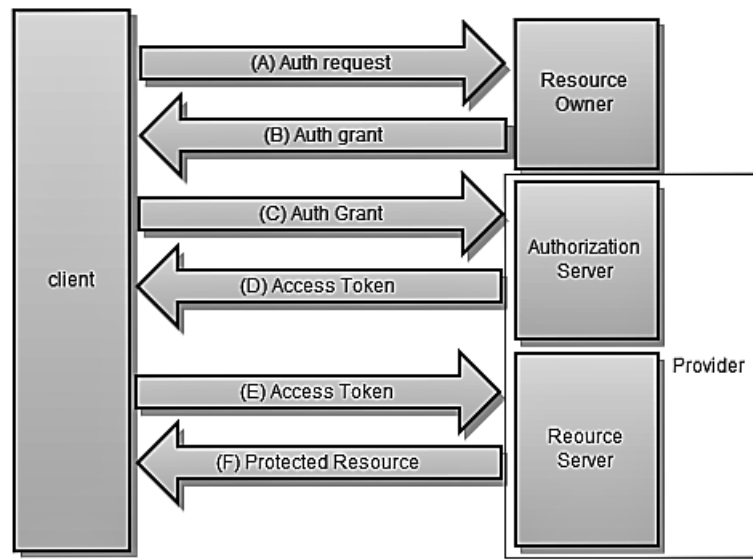 (A) Auth request
Resource
Owner
(B) Auth grant
(C) Auth Grant
Authorization
Server
client
(D) Access Token
Provider
(E) Access Token
Reource
Server
(F) Protected Resource